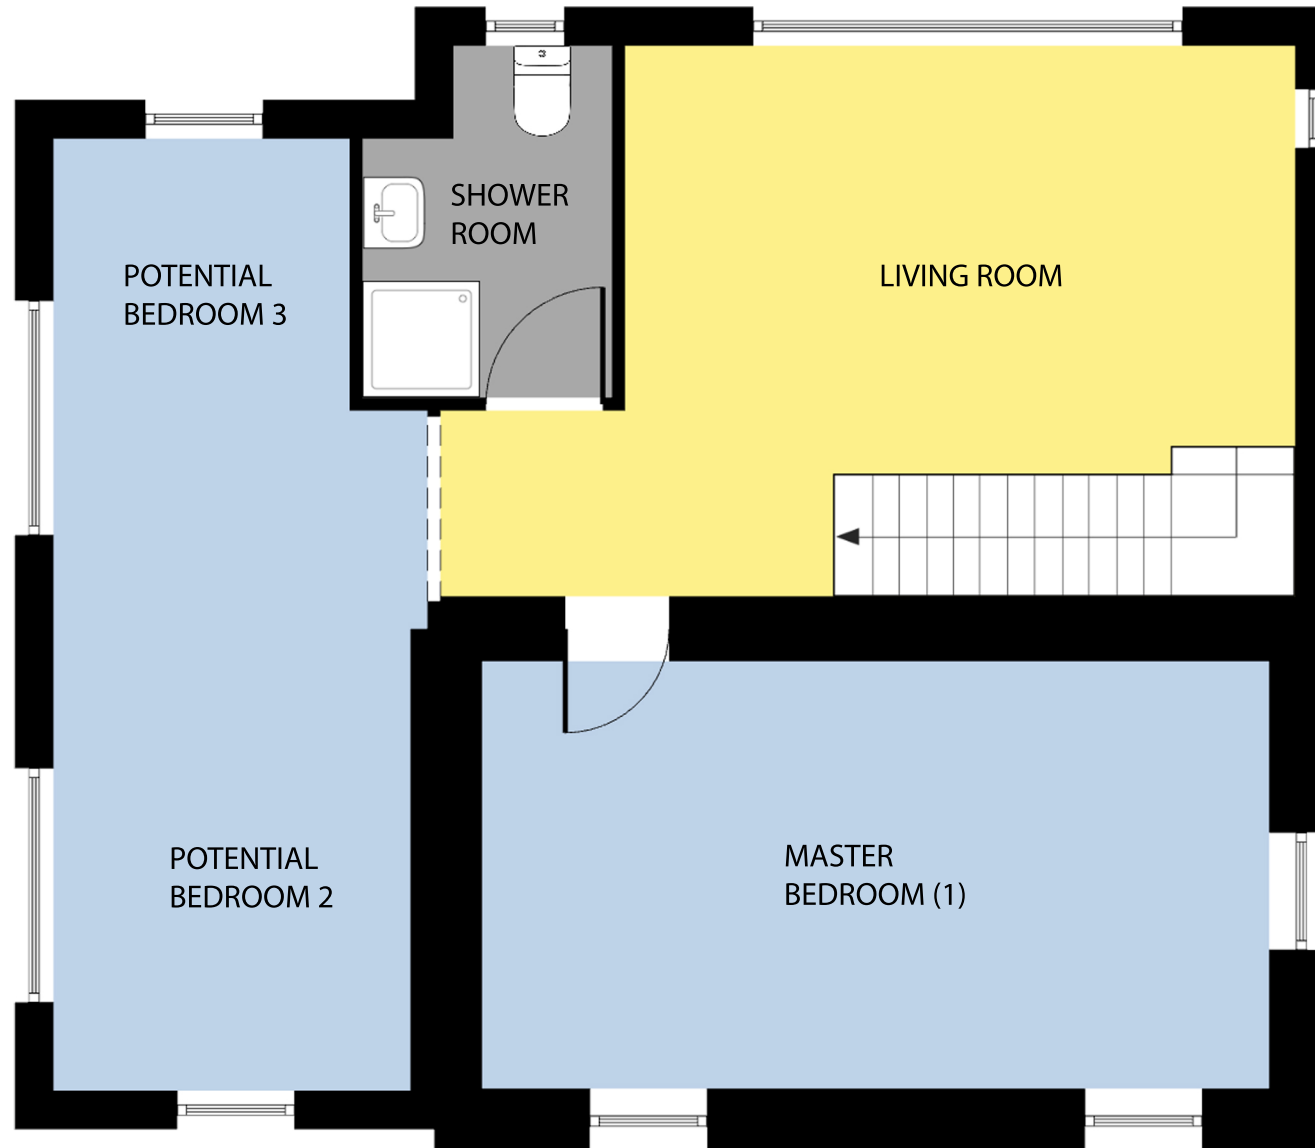 SHOWER
ROOM
POTENTIAL
BEDROOM 3
LIVING ROOM
POTENTIAL
BEDROOM 2
MASTER
BEDROOM (1)